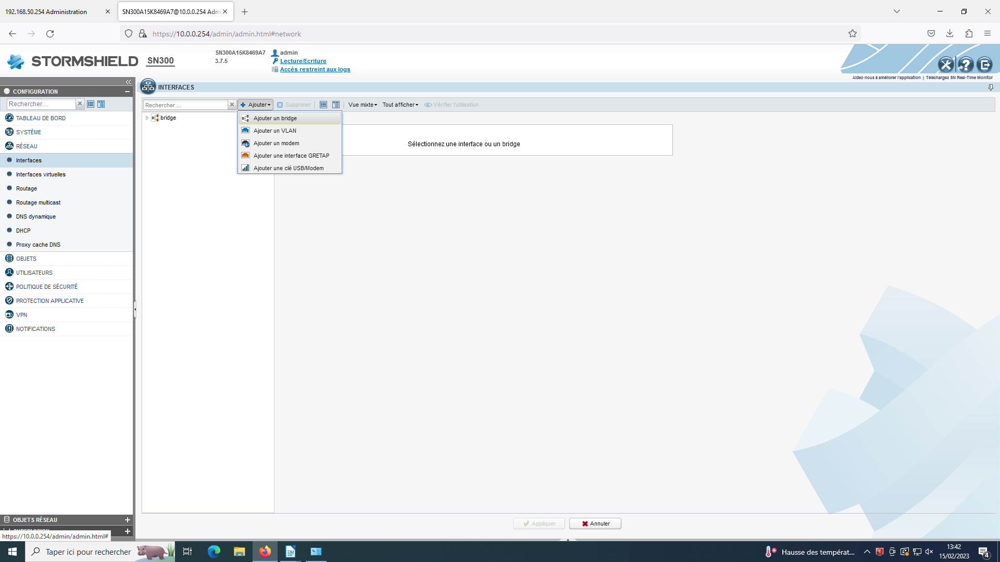 192.168.50.254 Administration
SN300A15K8469A7@10.0.0.254 Adm
https://10.0.0.254/admin/admin.html#network
STORMSHIELD SN300
SN300A15K8469A7
3.7.5
admin
Lecture/Ecriture
Accès restreint aux logs
Aidez-nous à améliorer l'application | Téléchargez SN Real-Time Monitor
CONFIGURATION
Rechercher...
TABLEAU DE BORD
SYSTÈME
RÉSEAU
Interfaces
Interfaces virtuelles
Routage
Routage multicast
DNS dynamique
DHCP
Proxy cache DNS
OBJETS
UTILISATEURS
POLITIQUE DE SÉCURITÉ
PROTECTION APPLICATIVE
VPN
NOTIFICATIONS
OBJETS RÉSEAU
https://10.0.0.254/admin/admin.html#
INTERFACES
Rechercher ...
Ajouter
Supprimer
Vue mixte
Tout afficher
Vérifier l'utilisation
bridge
Ajouter un bridge
Ajouter un VLAN
Ajouter un modem
Ajouter une interface GRETAP
Ajouter une clé USB/Modem
Sélectionnez une interface ou un bridge
Appliquer
Annuler
Taper ici pour rechercher
Hausse des températ...
13:42
15/02/2023
4